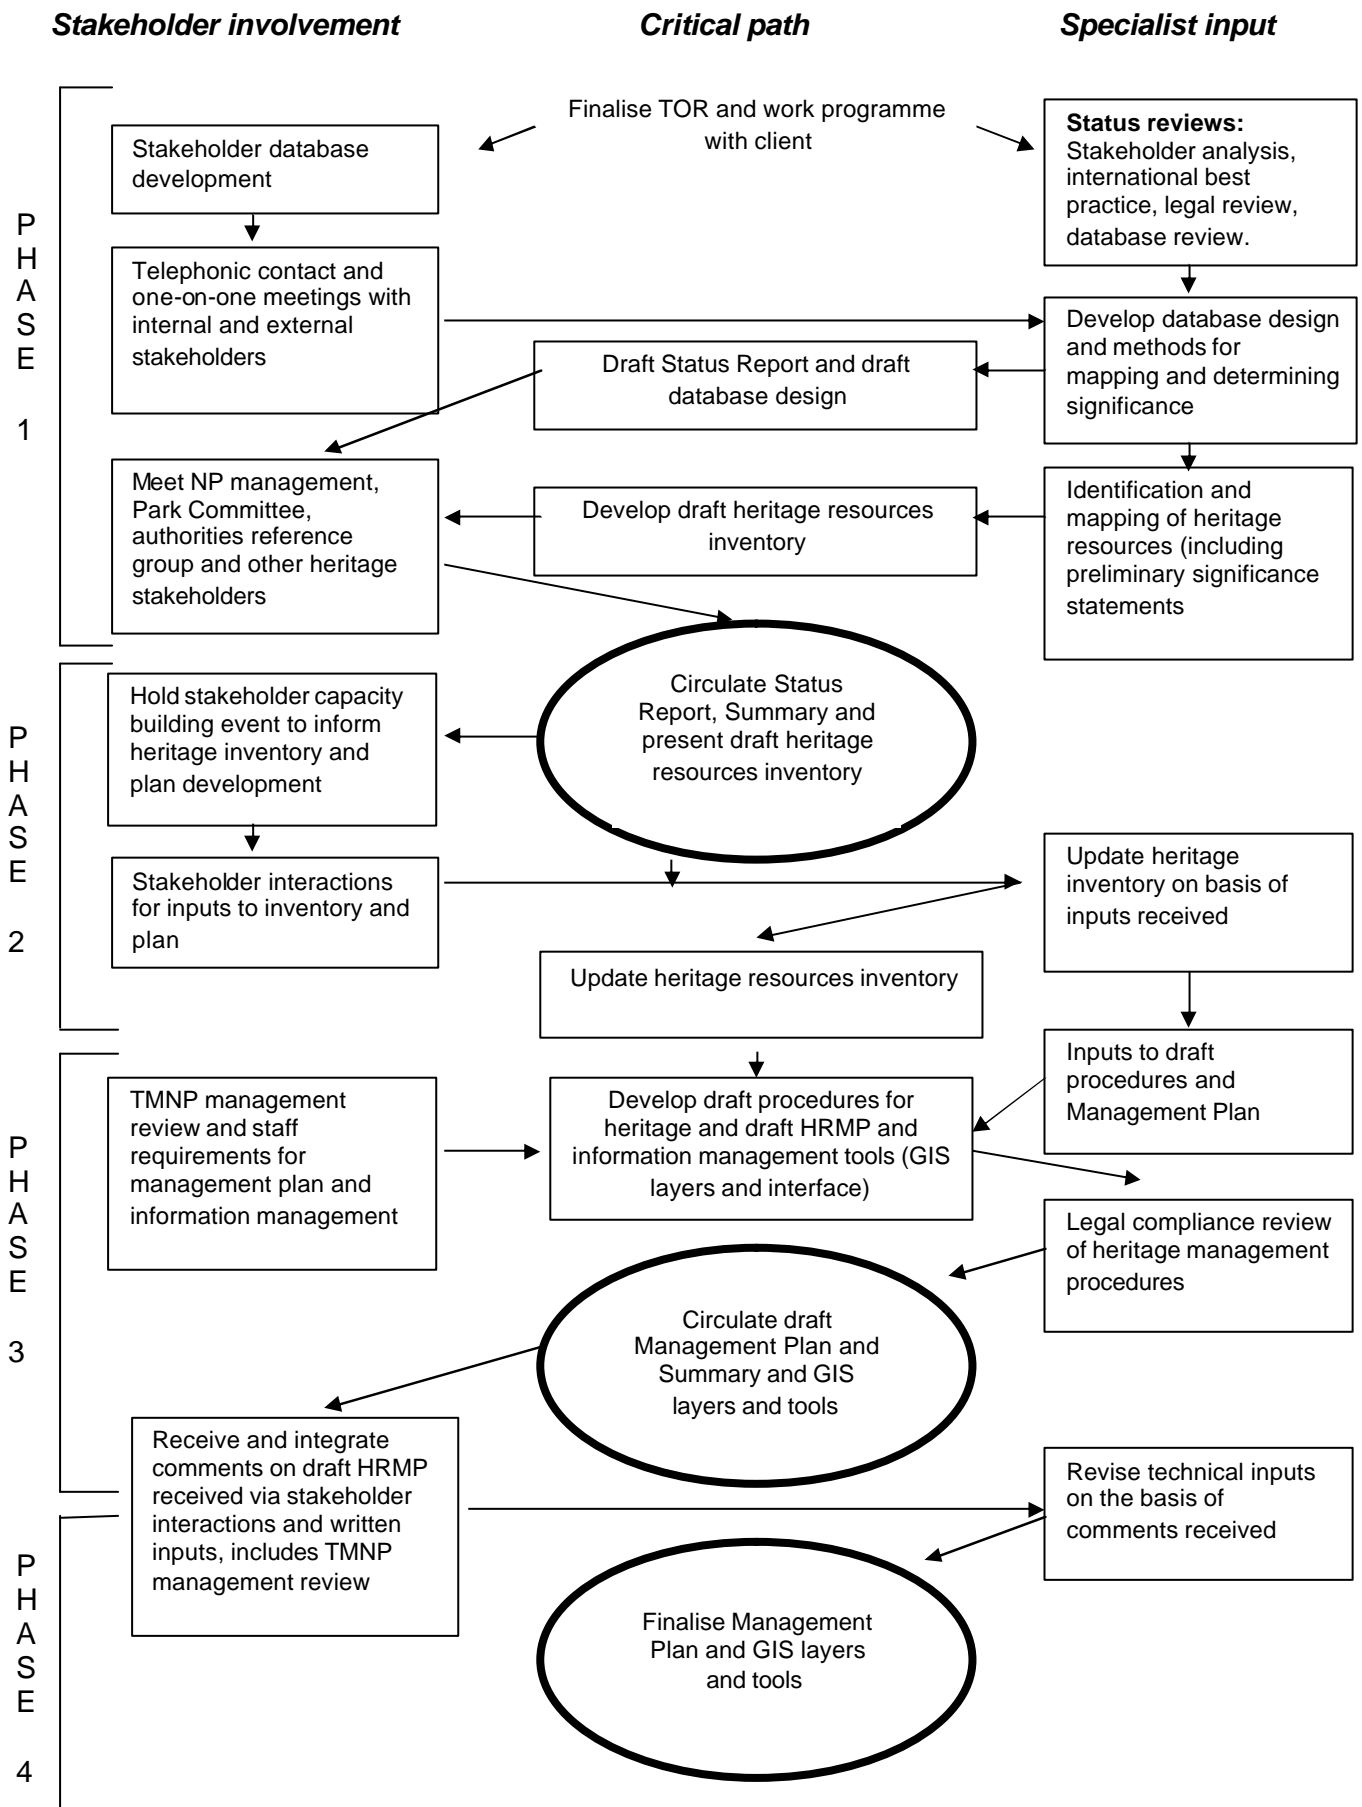 Stakeholder involvement
Critical path
Specialist input
PHASE 1
Finalise TOR and work programme
with client
Stakeholder database
development
Status reviews:
Stakeholder analysis,
international best
practice, legal review,
database review.
Telephonic contact and
one-on-one meetings with
internal and external
stakeholders
Develop database design
and methods for
mapping and determining
significance
Draft Status Report and draft
database design
Meet NP management,
Park Committee,
authorities reference
group and other heritage
stakeholders
Develop draft heritage resources
inventory
Identification and
mapping of heritage
resources (including
preliminary significance
statements
PHASE 2
Hold stakeholder capacity
building event to inform
heritage inventory and
plan development
Circulate Status
Report, Summary and
present draft heritage
resources inventory
Stakeholder interactions
for inputs to inventory and
plan
Update heritage
inventory on basis of
inputs received
Update heritage resources inventory
PHASE 3
TMNP management
review and staff
requirements for
management plan and
information management
Develop draft procedures for
heritage and draft HRMP and
information management tools (GIS
layers and interface)
Inputs to draft
procedures and
Management Plan
Legal compliance review
of heritage management
procedures
Circulate draft
Management Plan and
Summary and GIS
layers and tools
Receive and integrate
comments on draft HRMP
received via stakeholder
interactions and written
inputs, includes TMNP
management review
Revise technical inputs
on the basis of
comments received
PHASE 4
Finalise Management
Plan and GIS layers
and tools